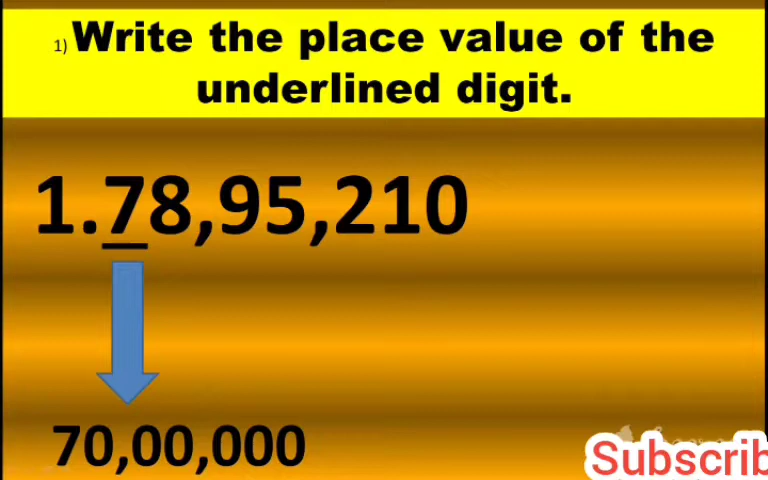 1) Write the place value of the
underlined digit.
1.78,95,210
70,00,000
Subscrib